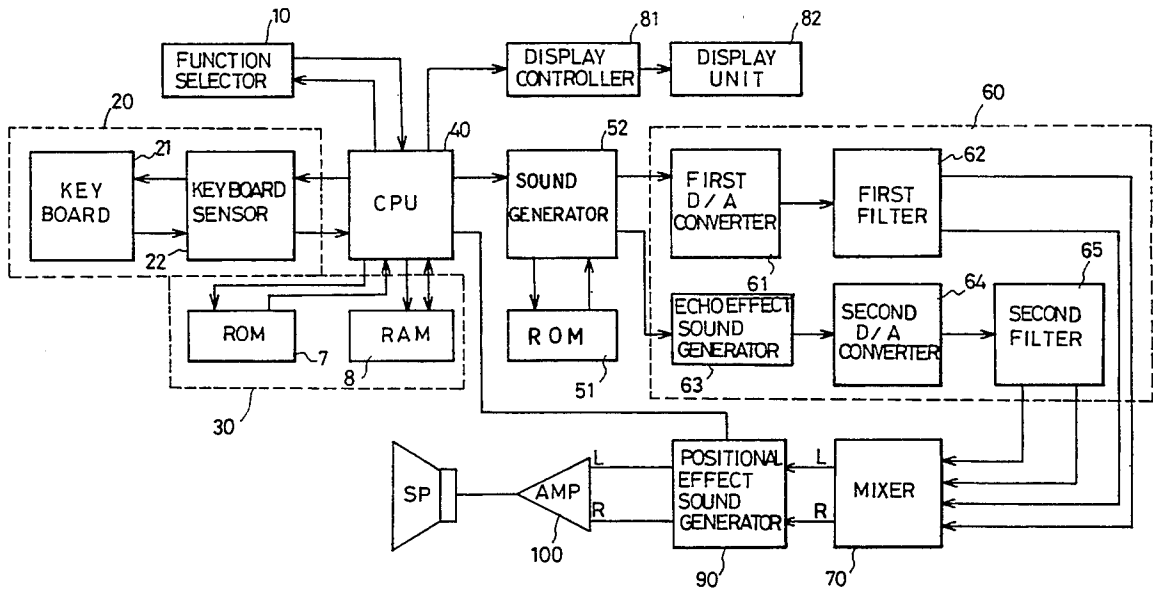 10
FUNCTION
SELECTOR
81
DISPLAY
CONTROLLER
82
DISPLAY
UNIT
20
21
KEY
BOARD
KEYBOARD
SENSOR
22
40
CPU
52
SOUND
GENERATOR
60
FIRST
D/A
CONVERTER
61
62
FIRST
FILTER
ROM
7
RAM
8
30
ROM
51
ECHO EFFECT
SOUND
GENERATOR
63
64
SECOND
D/A
CONVERTER
65
SECOND
FILTER
SP
AMP
100
L
R
POSITIONAL
EFFECT
SOUND
GENERATOR
90
L
R
MIXER
70